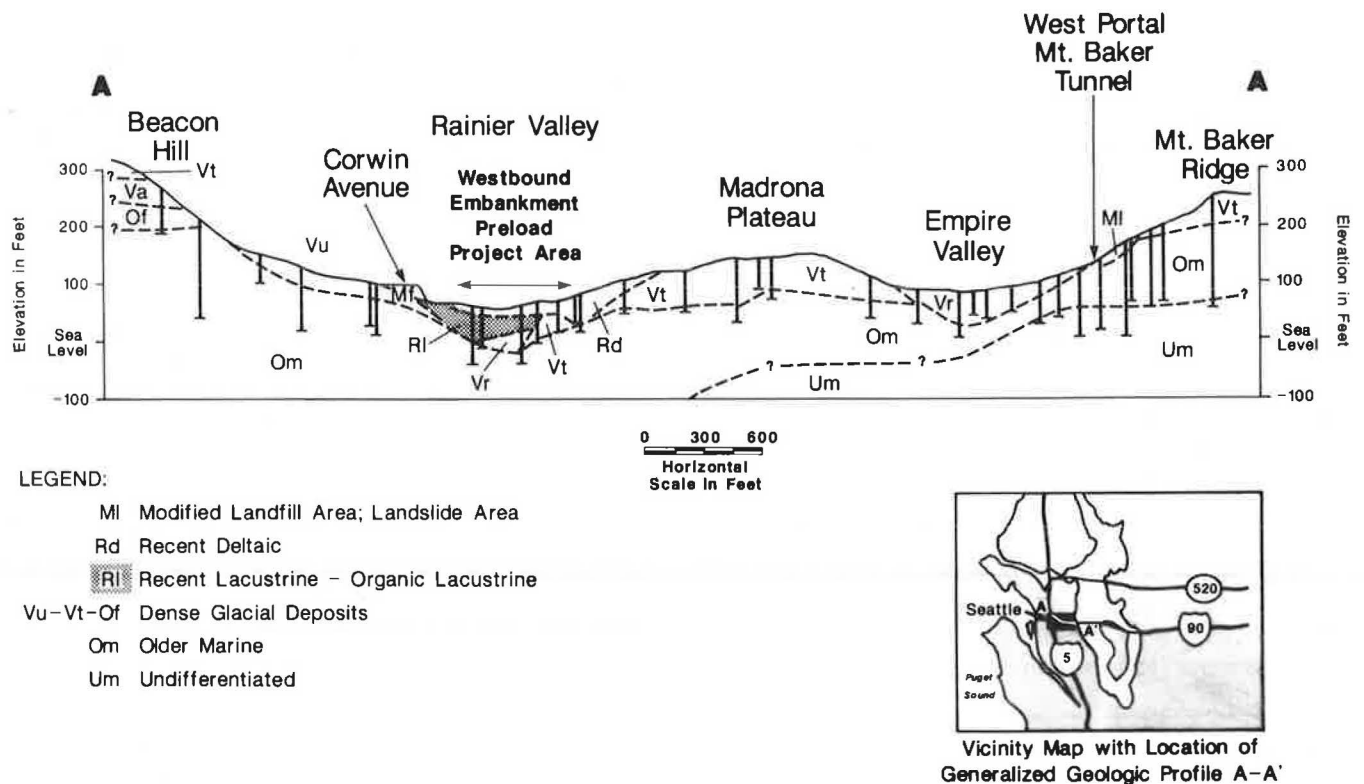 West Portal
Mt. Baker
Tunnel
A
A
Beacon
Hill
Rainier Valley
Mt. Baker
Ridge
Corwin
Avenue
Westbound
Embankment
Preload
Project Area
Madrona
Plateau
Empire
Valley
300
200
100
Sea
Level
-100
Elevation in Feet
? Vt
? Va
Of
?
Vu
Mf
Rl
Om
Vr
Vt
Rd
Vt
Vt
Om
Vr
Ml
Vt
?
Om
?
Um
?
?
Um
300
200
100
Sea
Level
-100
Elevation in Feet
0 300 600
Horizontal
Scale in Feet
LEGEND:
Ml Modified Landfill Area; Landslide Area
Rd Recent Deltaic
Rl Recent Lacustrine - Organic Lacustrine
Vu-Vt-Of Dense Glacial Deposits
Om Older Marine
Um Undifferentiated
520
Seattle
A
A'
90
5
Puget
Sound
Vicinity Map with Location of
Generalized Geologic Profile A-A'